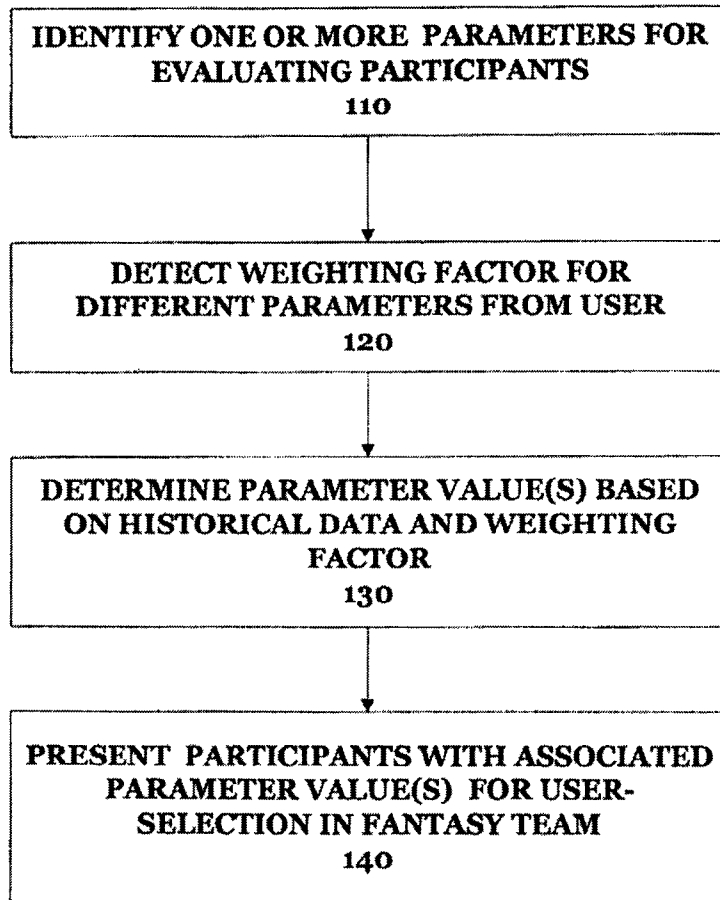 IDENTIFY ONE OR MORE PARAMETERS FOR
EVALUATING PARTICIPANTS
110
DETECT WEIGHTING FACTOR FOR
DIFFERENT PARAMETERS FROM USER
120
DETERMINE PARAMETER VALUE(S) BASED
ON HISTORICAL DATA AND WEIGHTING
FACTOR
130
PRESENT PARTICIPANTS WITH ASSOCIATED
PARAMETER VALUE(S) FOR USER-
SELECTION IN FANTASY TEAM
140